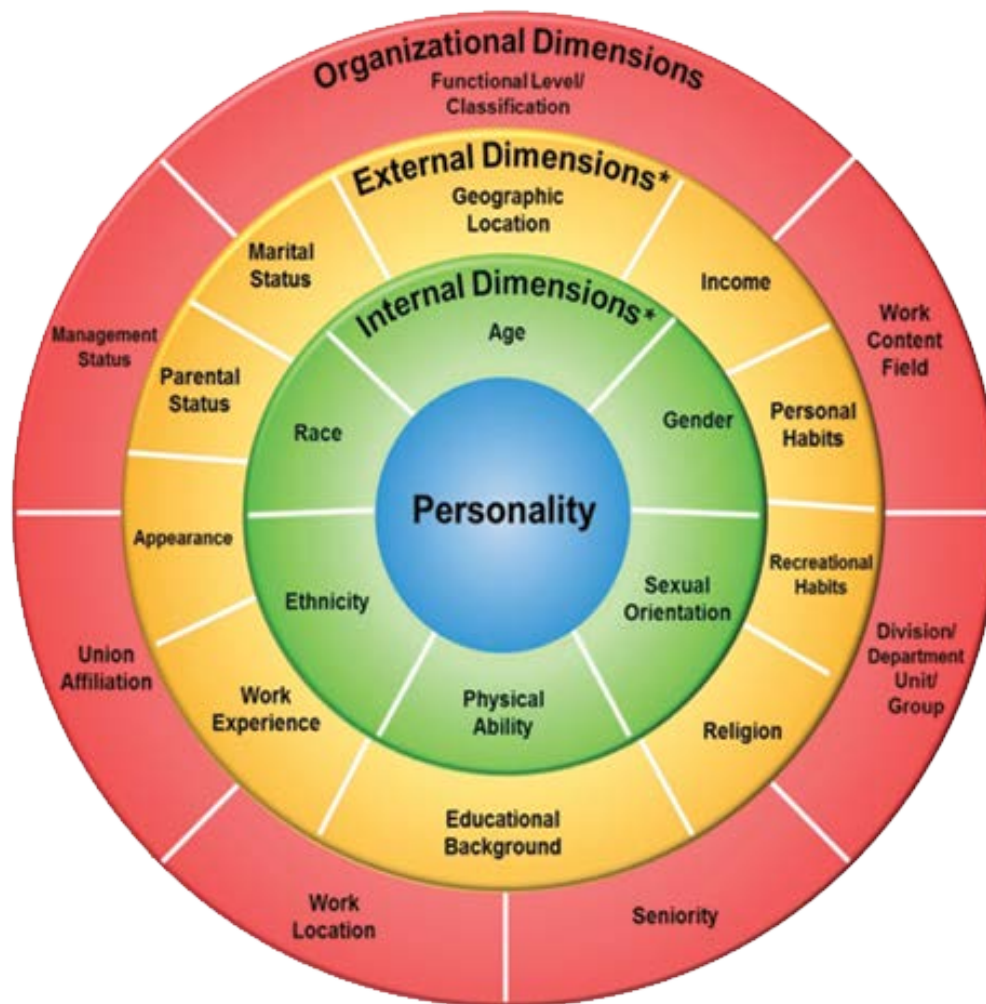 Organizational Dimensions
Functional Level/
Classification
Work
Content
Field
Division/
Department
Unit/
Group
Seniority
Work
Location
Union
Affiliation
Management
Status
External Dimensions*
Geographic
Location
Income
Personal
Habits
Recreational
Habits
Religion
Educational
Background
Work
Experience
Appearance
Parental
Status
Marital
Status
Internal Dimensions*
Age
Gender
Sexual
Orientation
Physical
Ability
Ethnicity
Race
Personality